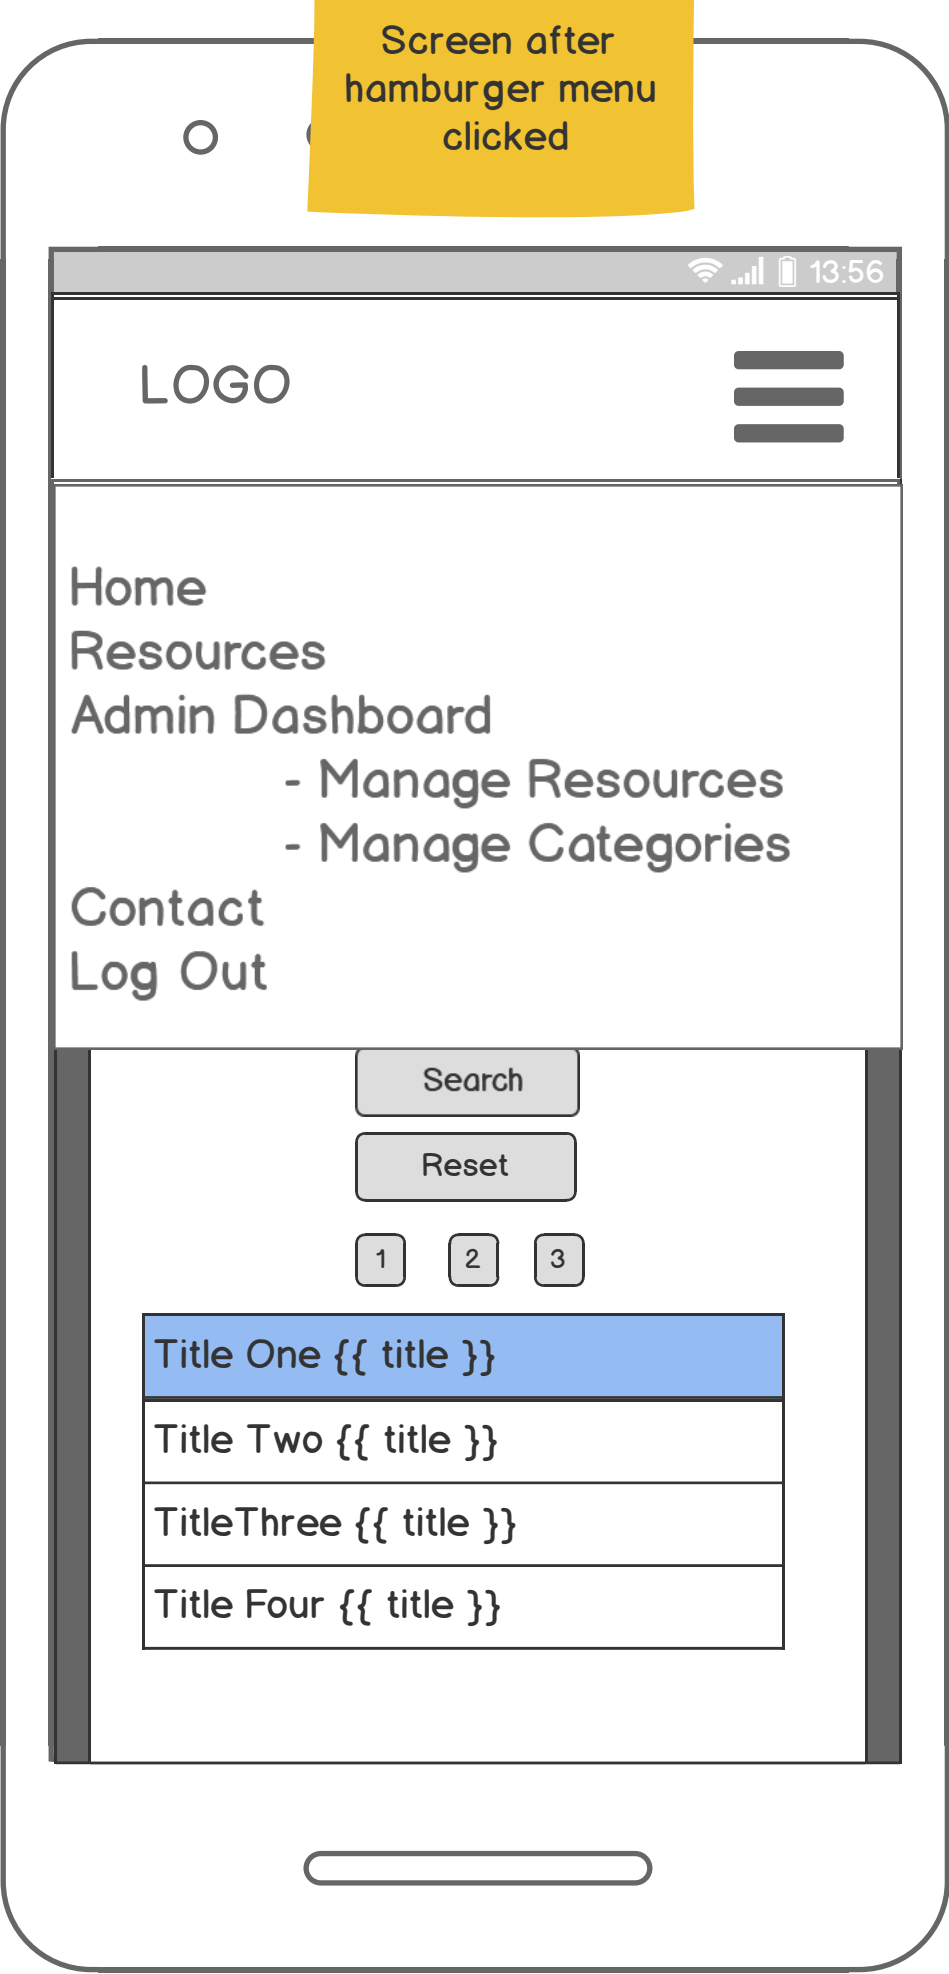 Screen after
hamburger menu
clicked
13:56
LOGO
Home
Resources
Admin Dashboard
- Manage Resources
- Manage Categories
Contact
Log Out
Search
Reset
1 2 3
Title One {{ title }}
Title Two {{ title }}
TitleThree {{ title }}
Title Four {{ title }}